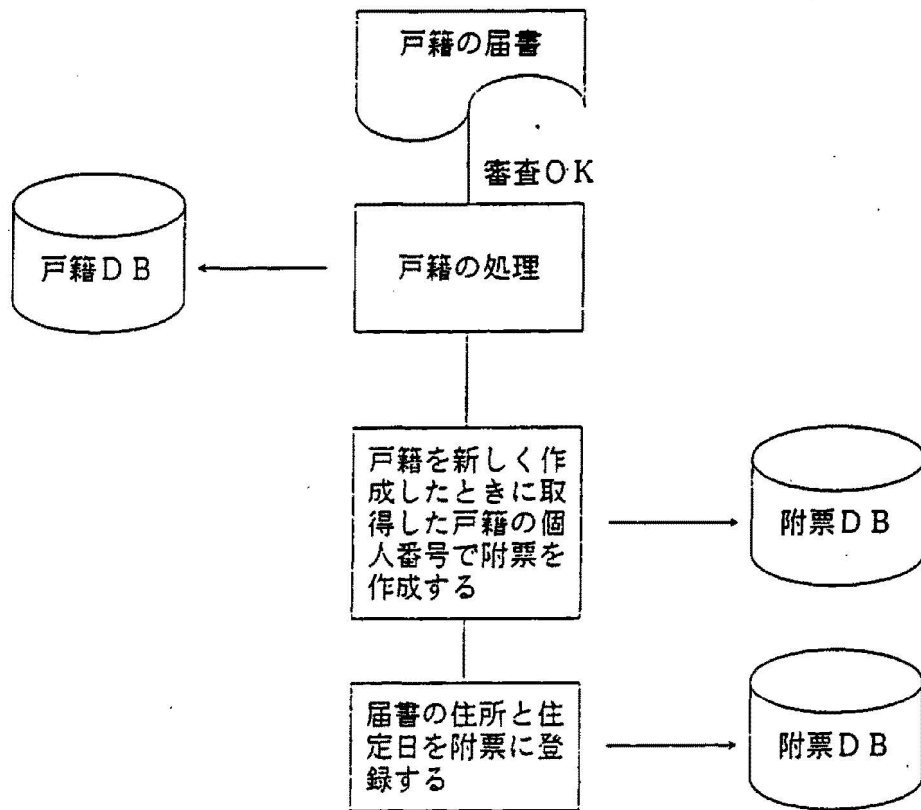 戸籍の届書
審査OK
戸籍DB
戸籍の処理
戸籍を新しく作
成したときに取
得した戸籍の個
人番号で附票を
作成する
附票DB
届書の住所と住
定日を附票に登
録する
附票DB